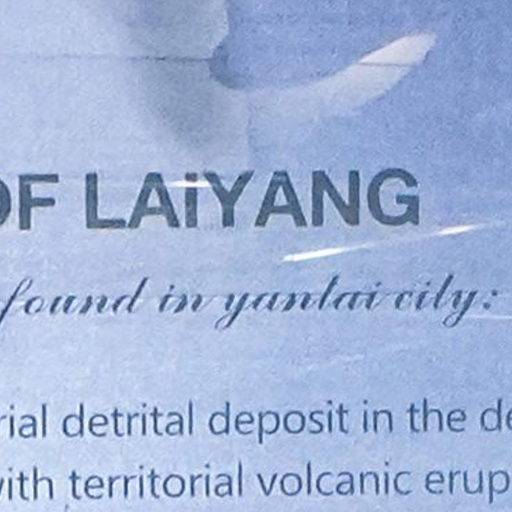 OF LAiYANG
found in yantai city:
rial detrital deposit in the de
with territorial volcanic erup